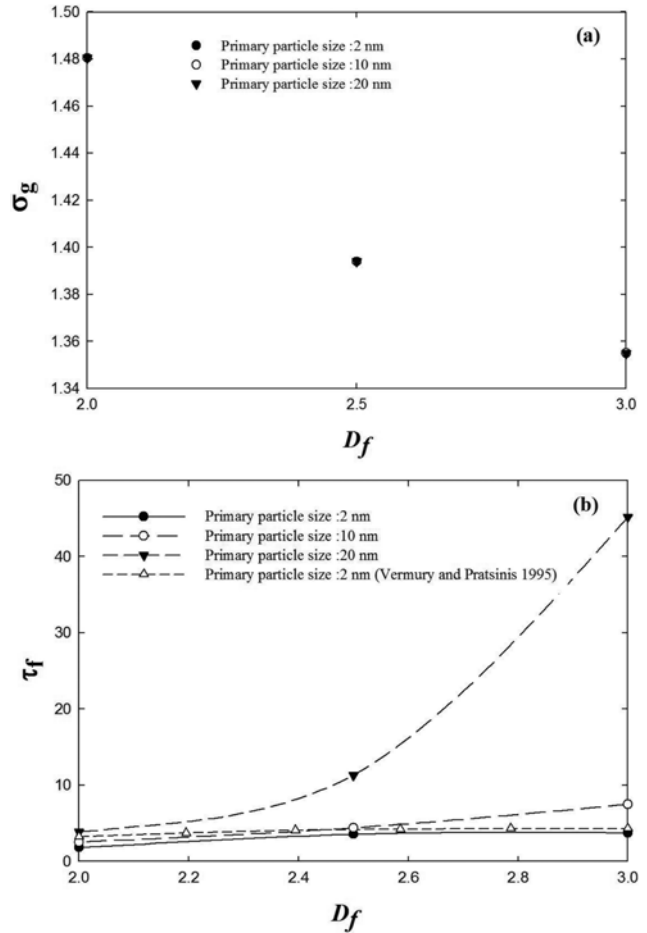 1.50
(a)
Primary particle size :2 nm
Primary particle size :10 nm
Primary particle size :20 nm
1.48
1.46
1.44
1.42
σg
1.40
1.38
1.36
1.34
2.0 2.5 3.0
Df
50
(b)
Primary particle size :2 nm
Primary particle size :10 nm
Primary particle size :20 nm
Primary particle size :2 nm (Vermury and Pratsinis 1995)
40
30
τf
20
10
0
2.0 2.2 2.4 2.6 2.8 3.0
Df